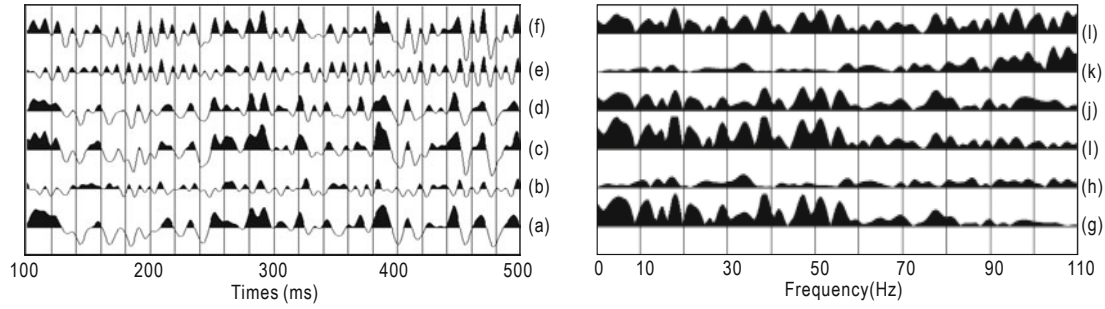 (f)
(e)
(d)
(c)
(b)
(a)
100 200 300 400 500
Times (ms)
(l)
(k)
(j)
(l)
(h)
(g)
0 10 30 50 70 90 110
Frequency(Hz)